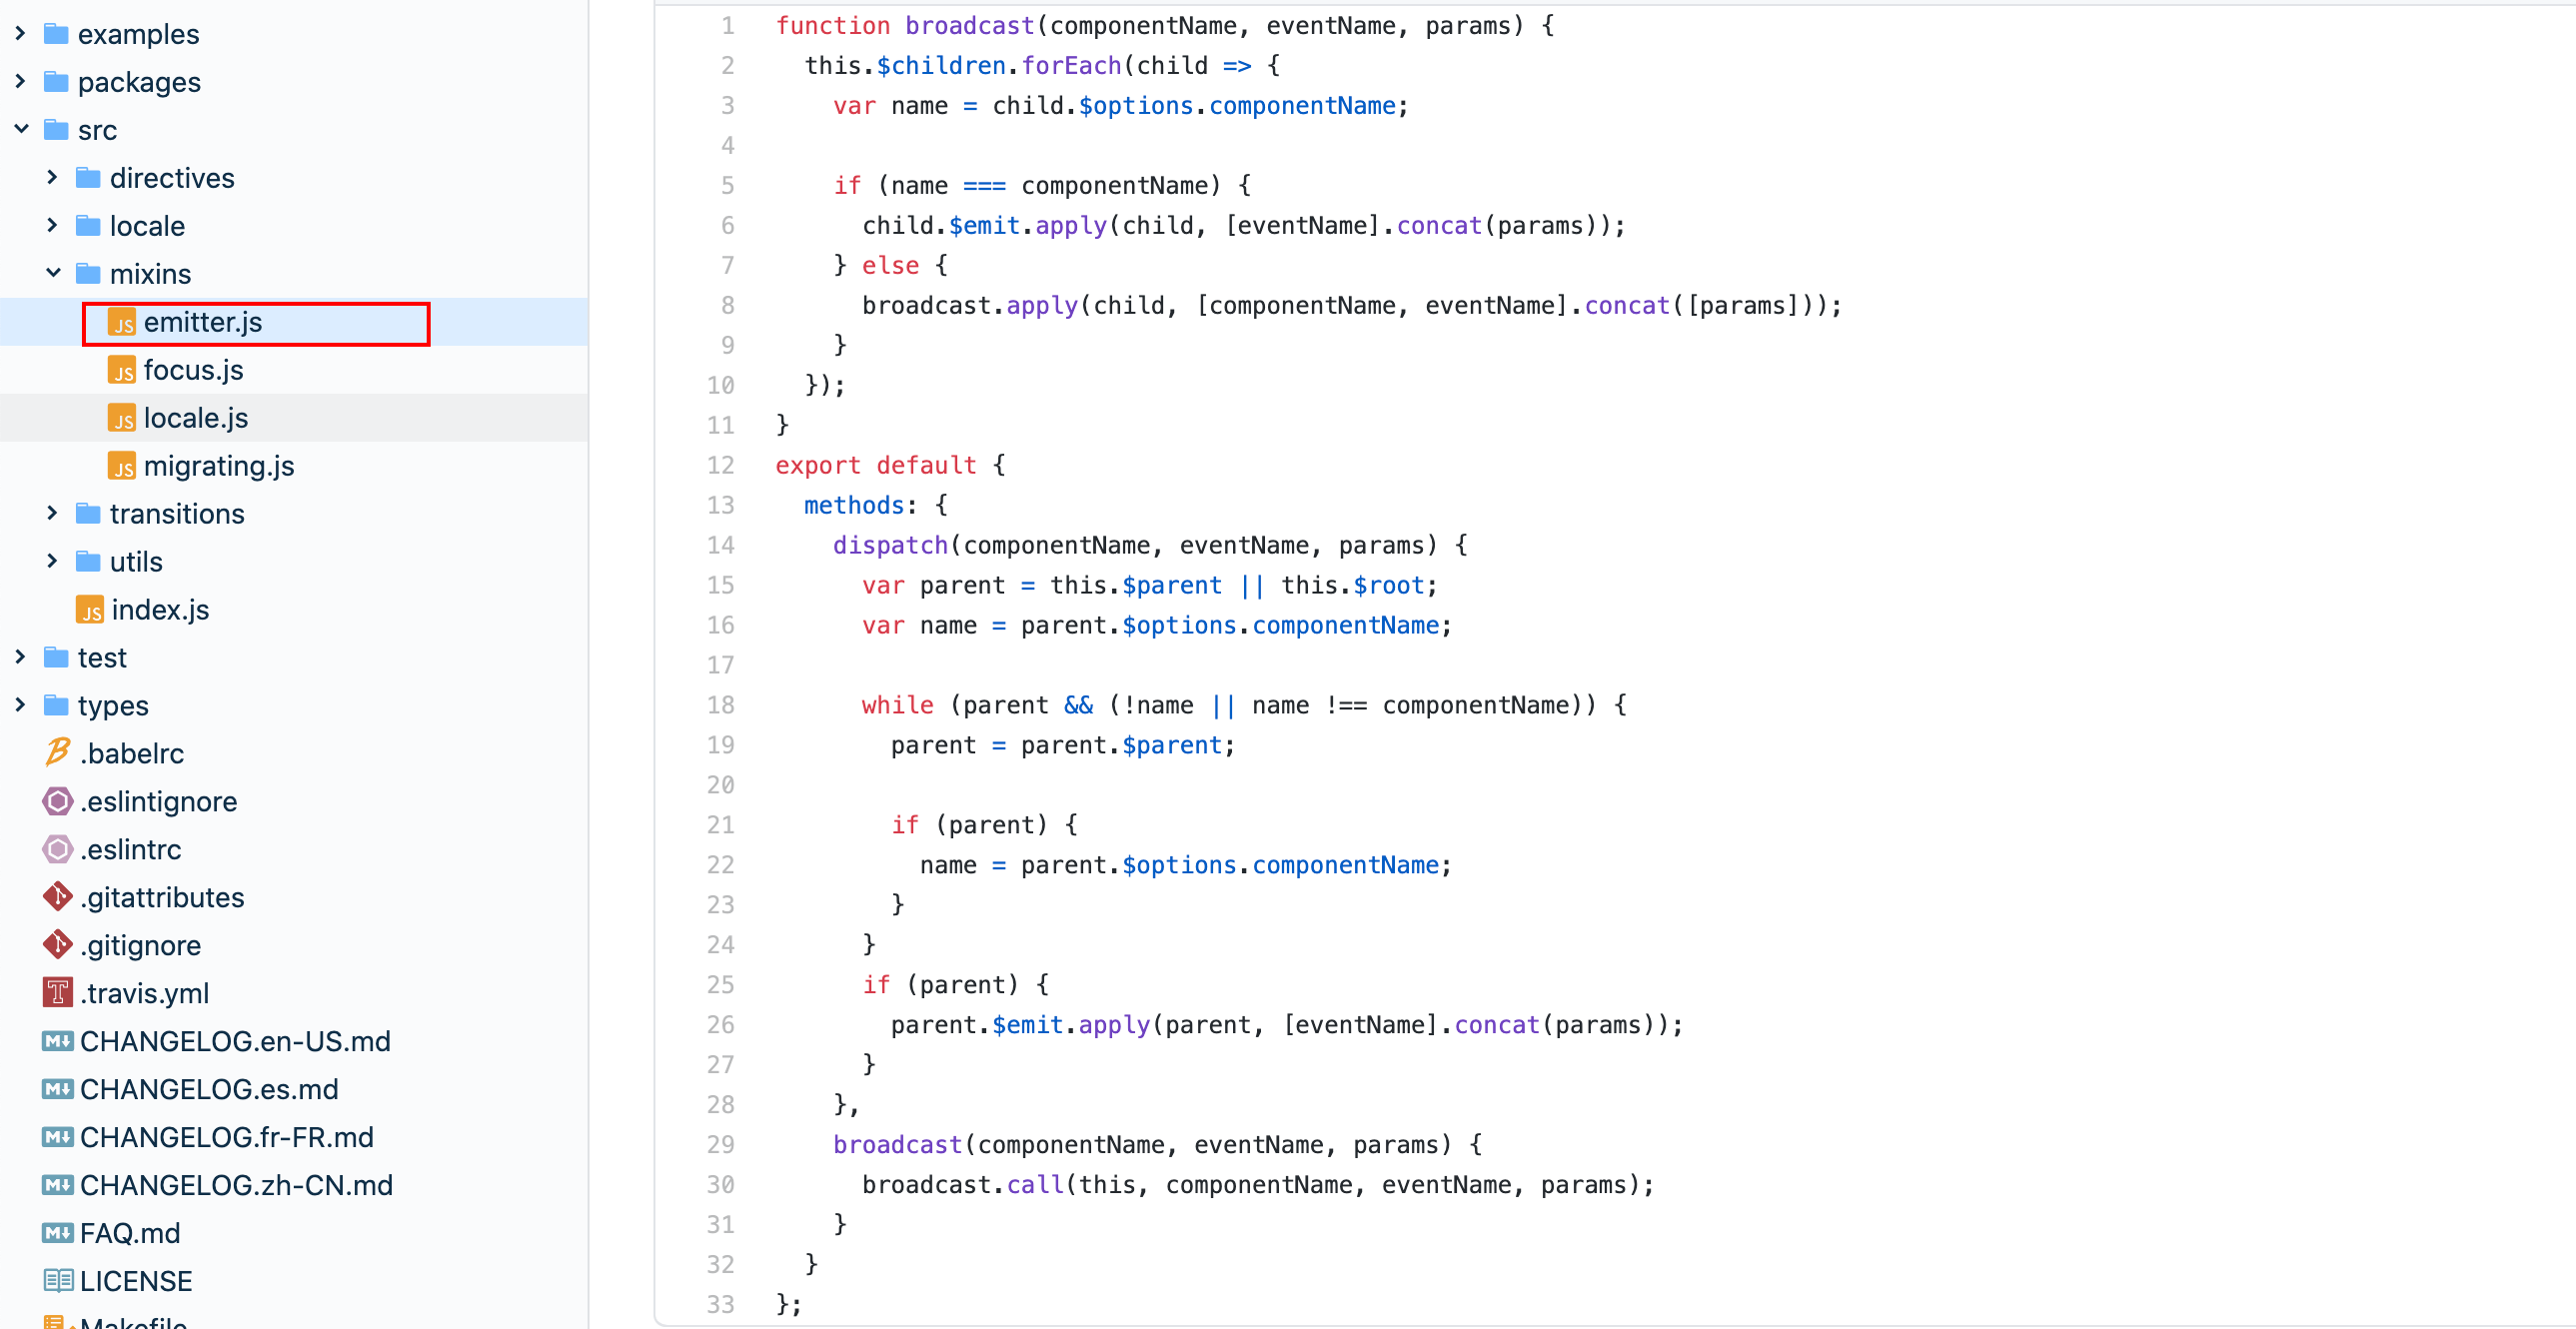 examples
packages
src
directives
locale
mixins
JS emitter.js
JS focus.js
JS locale.js
JS migrating.js
transitions
utils
JS index.js
test
types
.babelrc
.eslintignore
.eslintrc
.gitattributes
.gitignore
.travis.yml
CHANGELOG.en-US.md
CHANGELOG.es.md
CHANGELOG.fr-FR.md
CHANGELOG.zh-CN.md
FAQ.md
LICENSE
Makefile
1 function broadcast(componentName, eventName, params) {
2 this.$children.forEach(child => {
3 var name = child.$options.componentName;
4
5 if (name === componentName) {
6 child.$emit.apply(child, [eventName].concat(params));
7 } else {
8 broadcast.apply(child, [componentName, eventName].concat([params]));
9 }
10 });
11 }
12 export default {
13 methods: {
14 dispatch(componentName, eventName, params) {
15 var parent = this.$parent || this.$root;
16 var name = parent.$options.componentName;
17
18 while (parent && (!name || name !== componentName)) {
19 parent = parent.$parent;
20
21 if (parent) {
22 name = parent.$options.componentName;
23 }
24 }
25 if (parent) {
26 parent.$emit.apply(parent, [eventName].concat(params));
27 }
28 },
29 broadcast(componentName, eventName, params) {
30 broadcast.call(this, componentName, eventName, params);
31 }
32 }
33 };